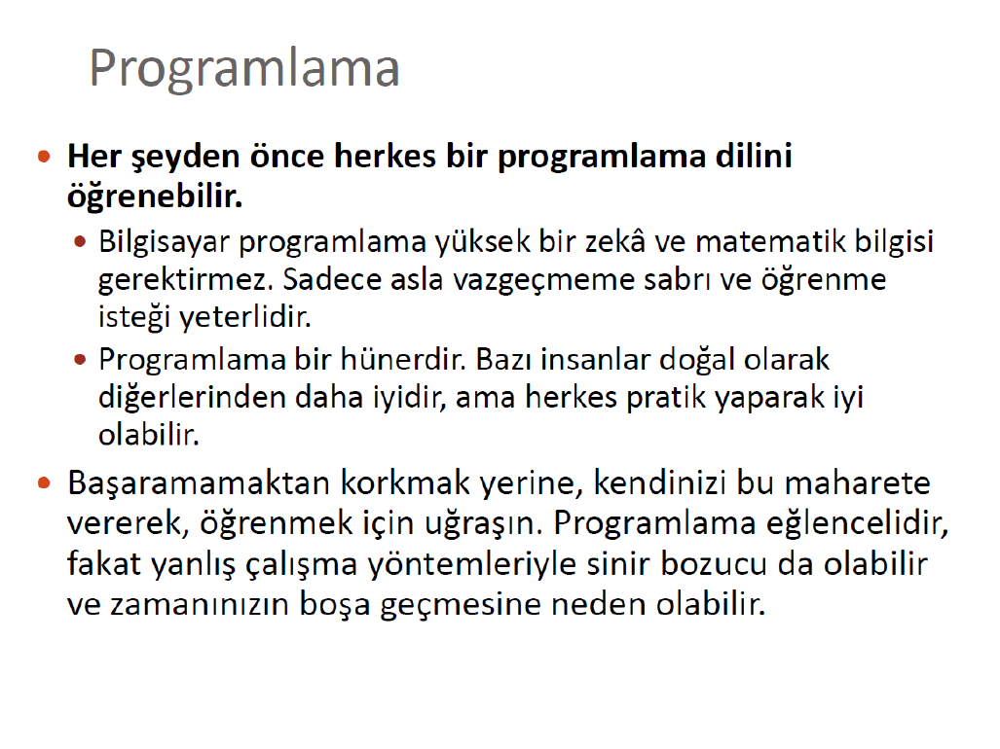 Programlama
• Her şeyden önce herkes bir programlama dilini
öğrenebilir.
• Bilgisayar programlama yüksek bir zekâ ve matematik bilgisi
gerektirmez. Sadece asla vazgeçmeme sabrı ve öğrenme
isteği yeterlidir.
• Programlama bir hünerdir. Bazı insanlar doğal olarak
diğerlerinden daha iyidir, ama herkes pratik yaparak iyi
olabilir.
• Başaramamaktan korkmak yerine, kendinizi bu maharete
vererek, öğrenmek için uğraşın. Programlama eğlencelidir,
fakat yanlış çalışma yöntemleriyle sinir bozucu da olabilir
ve zamanınızın boşa geçmesine neden olabilir.